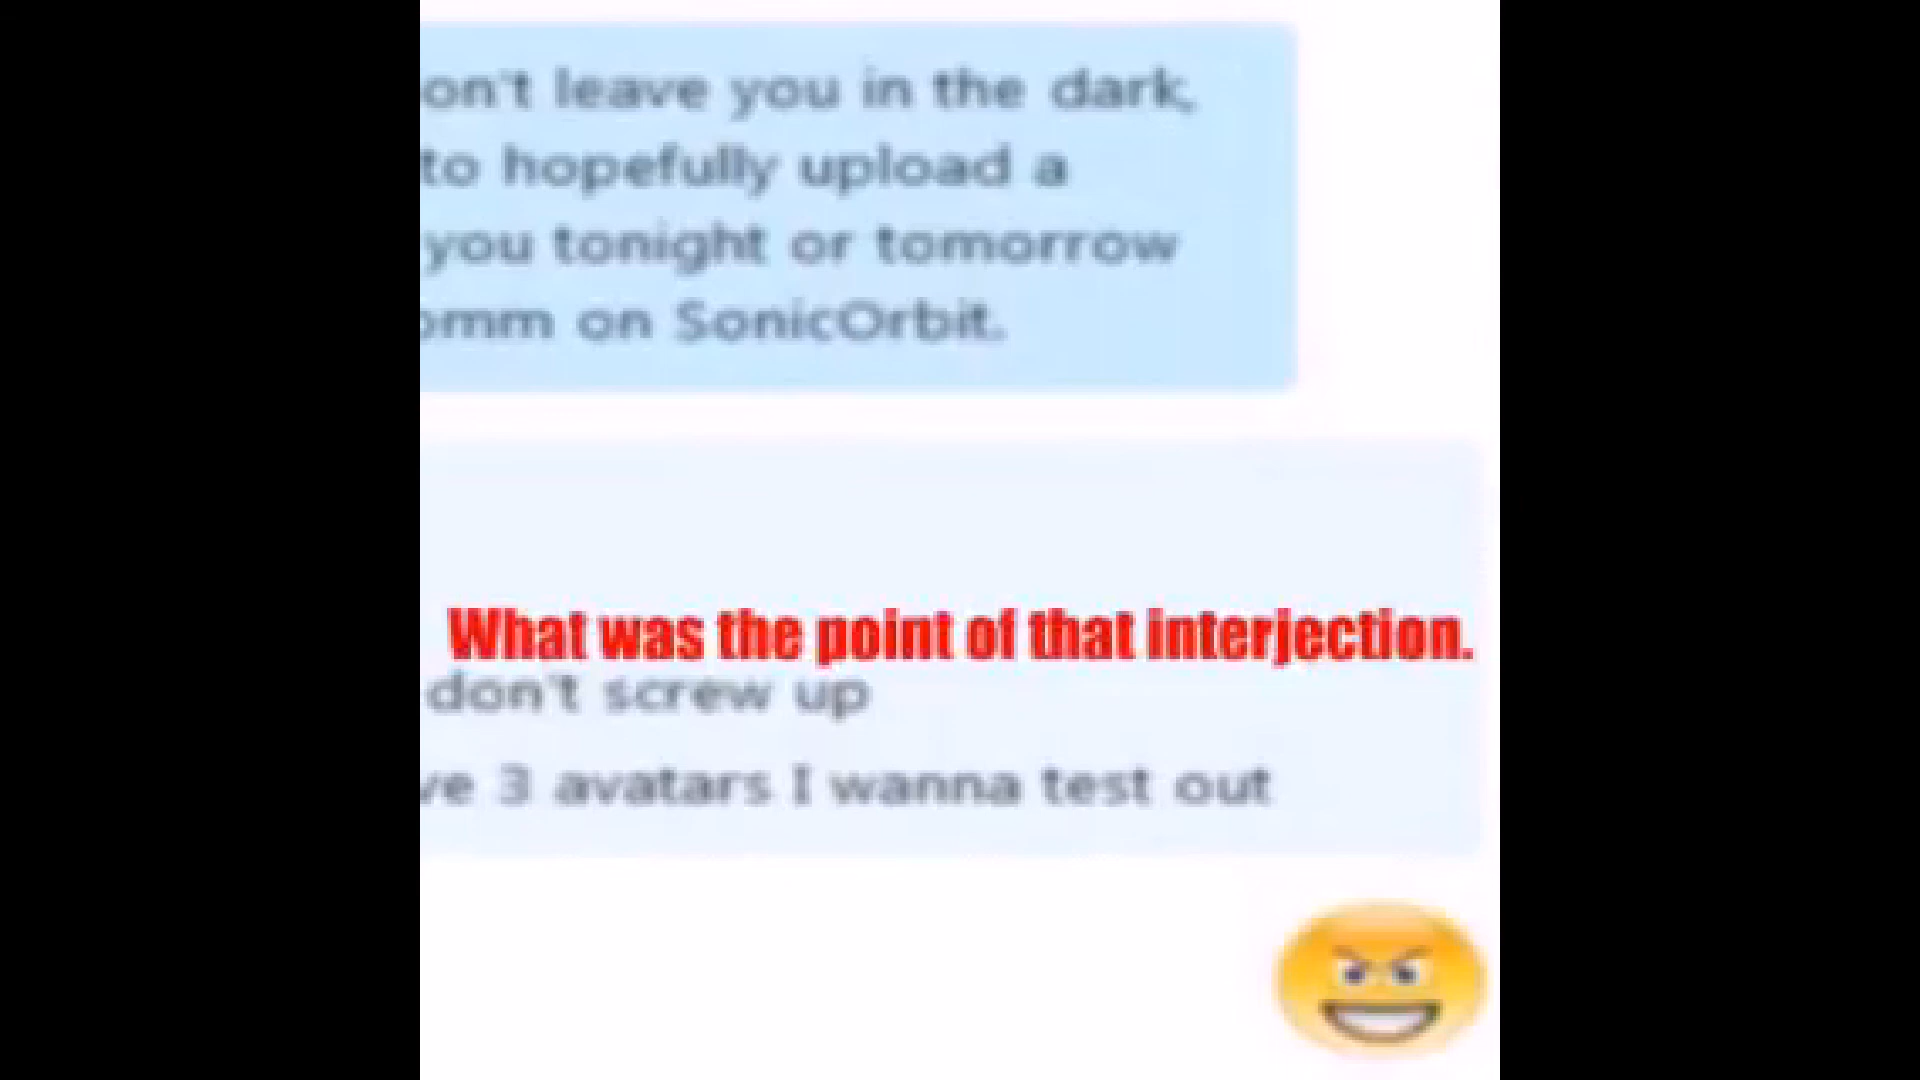 on't leave you in the dark,
to hopefully upload a
you tonight or tomorrow
omm on SonicOrbit.
What was the point of that interjection.
don't screw up
ve 3 avatars I wanna test out